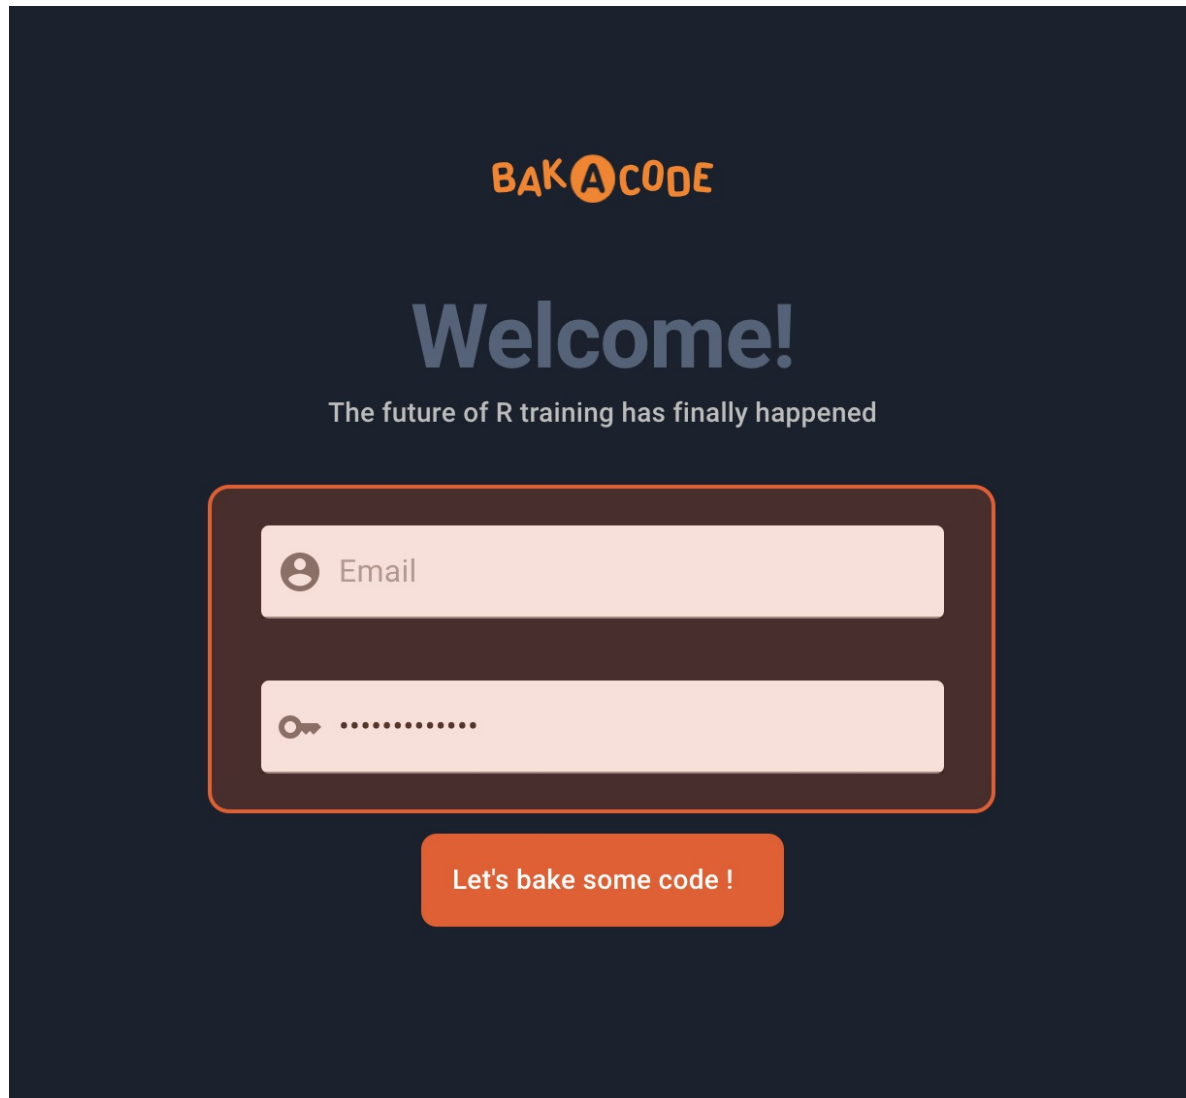 BAKACODE
Welcome!
The future of R training has finally happened
Email
•••••••••••••
Let's bake some code !